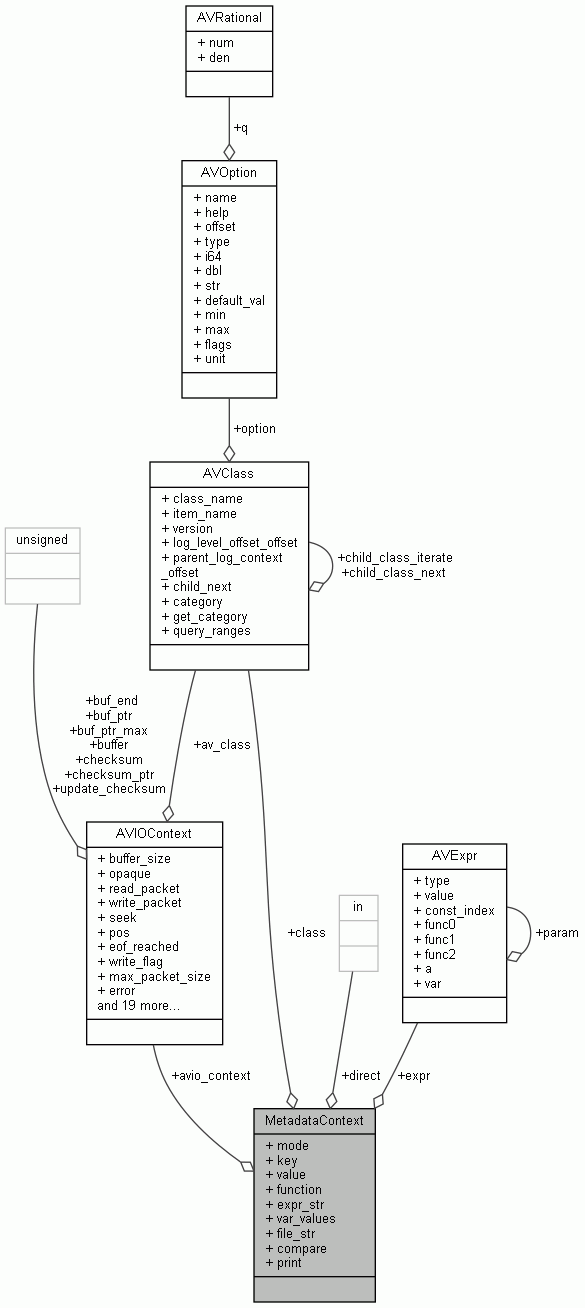 AVRational
+ num
+ den
+q
AVOption
+ name
+ help
+ offset
+ type
+ i64
+ dbl
+ str
+ default_val
+ min
+ max
+ flags
+ unit
+option
AVClass
+ class_name
+ item_name
+ version
+ log_level_offset_offset
+ parent_log_context
_offset
+ child_next
+ category
+ get_category
+ query_ranges
+child_class_iterate
+child_class_next
unsigned
+buf_end
+buf_ptr
+buf_ptr_max
+buffer
+checksum
+checksum_ptr
+update_checksum
+av_class
AVIOContext
+ buffer_size
+ opaque
+ read_packet
+ write_packet
+ seek
+ pos
+ eof_reached
+ write_flag
+ max_packet_size
+ error
and 19 more...
+class
in
AVExpr
+ type
+ value
+ const_index
+ func0
+ func1
+ func2
+ a
+ var
+param
+avio_context
+direct
+expr
MetadataContext
+ mode
+ key
+ value
+ function
+ expr_str
+ var_values
+ file_str
+ compare
+ print